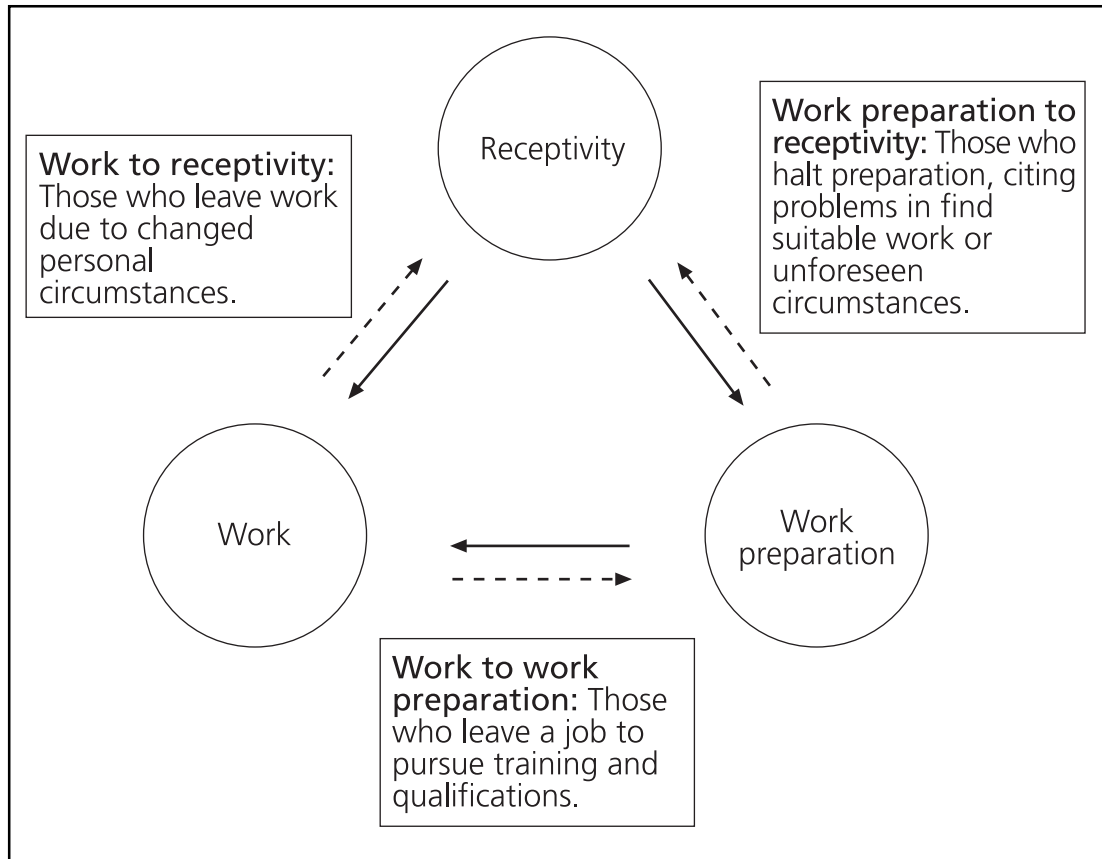 Receptivity
Work preparation to
receptivity: Those who
halt preparation, citing
problems in find
suitable work or
unforeseen
circumstances.
Work to receptivity:
Those who leave work
due to changed
personal
circumstances.
Work
Work
preparation
Work to work
preparation: Those
who leave a job to
pursue training and
qualifications.